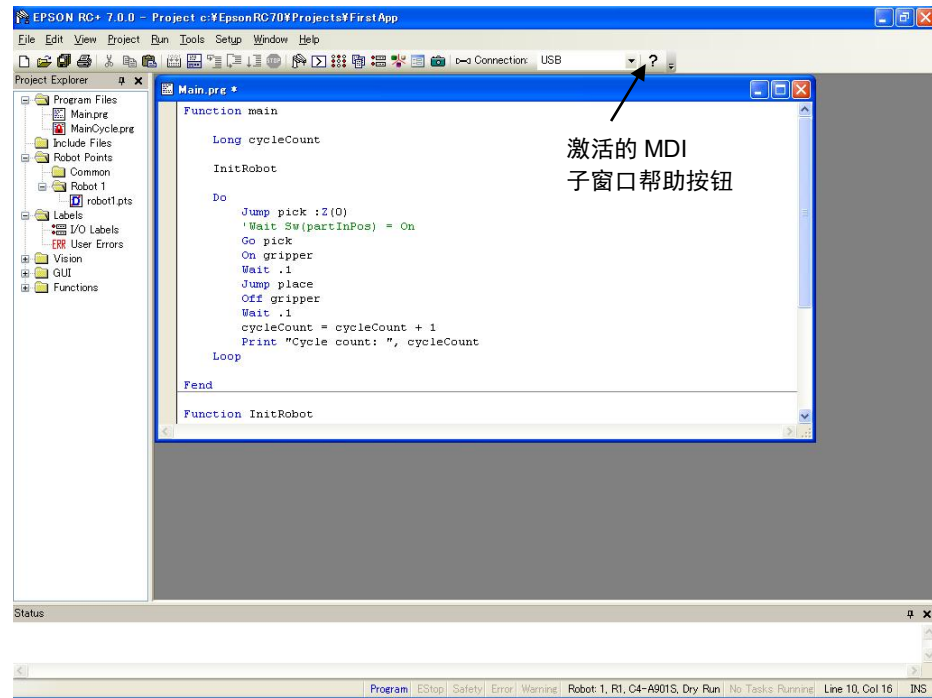 EPSON RC+ 7.0.0 - Project c:¥EpsonRC70¥Projects¥FirstApp
File Edit View Project Run Tools Setup Window Help
Connection: USB ?
Project Explorer
Program Files
Main.prg
MainCycle.prg
Include Files
Robot Points
Common
Robot 1
robot1.pts
Labels
I/O Labels
ERR User Errors
Vision
GUI
Functions
Main.prg *
Function main
Long cycleCount
InitRobot
Do
Jump pick :Z(0)
'Wait Sw(partInPos) = On
Go pick
On gripper
Wait .1
Jump place
Off gripper
Wait .1
cycleCount = cycleCount + 1
Print "Cycle count: ", cycleCount
Loop
Fend
Function InitRobot
激活的 MDI
子窗口帮助按钮
Status
Program EStop Safety Error Warning Robot: 1, R1, C4-A901S, Dry Run No Tasks Running Line 10, Col 16 INS